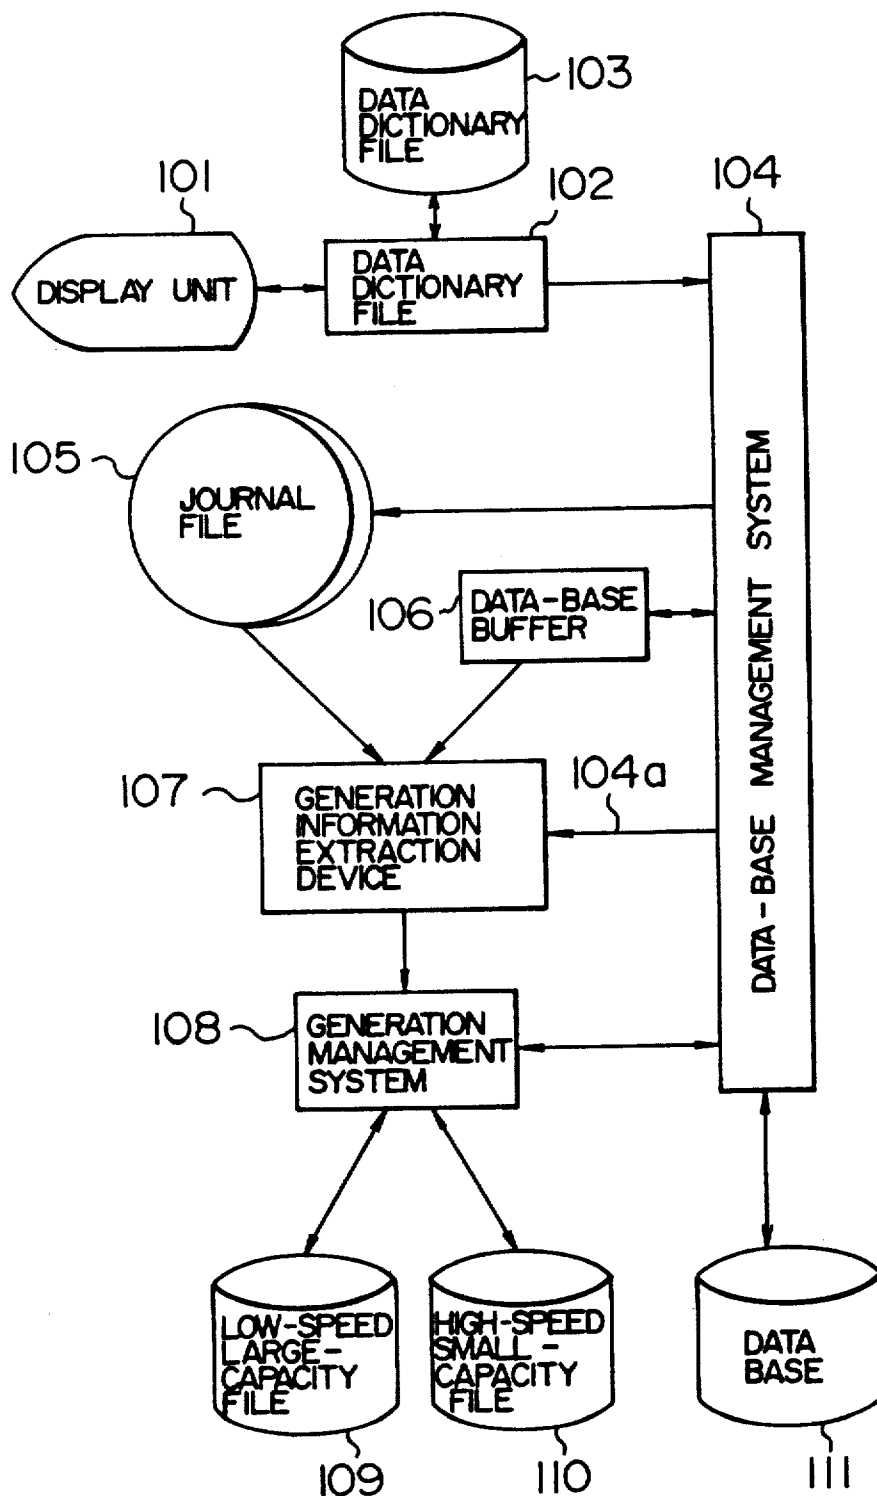 103
DATA
DICTIONARY
FILE
101
102
104
DISPLAY UNIT
DATA
DICTIONARY
FILE
105
JOURNAL
FILE
106
DATA-BASE
BUFFER
DATA-BASE MANAGEMENT SYSTEM
107
104a
GENERATION
INFORMATION
EXTRACTION
DEVICE
108
GENERATION
MANAGEMENT
SYSTEM
LOW-SPEED
LARGE-
CAPACITY
FILE
HIGH-SPEED
SMALL-
CAPACITY
FILE
DATA
BASE
109
110
111